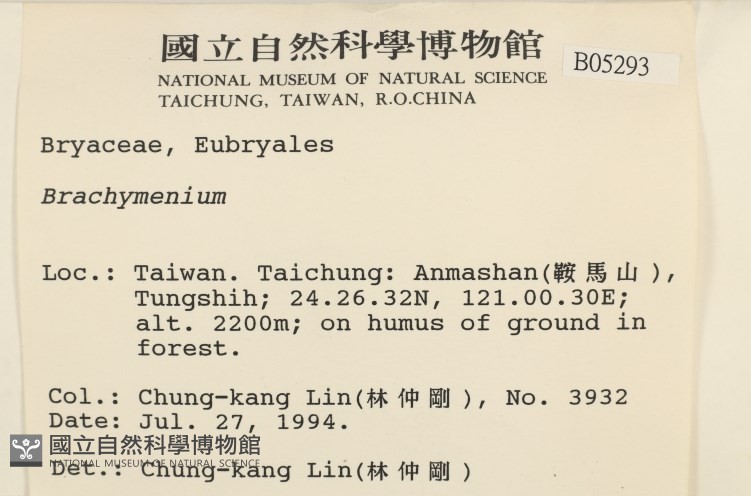 國立自然科學博物館
NATIONAL MUSEUM OF NATURAL SCIENCE
TAICHUNG, TAIWAN, R.O.CHINA
B05293
Bryaceae, Eubryales
Brachymenium
Loc.: Taiwan. Taichung: Anmashan(鞍馬山),
Tungshih; 24.26.32N, 121.00.30E;
alt. 2200m; on humus of ground in
forest.
Col.: Chung-kang Lin(林仲剛), No. 3932
Date: Jul. 27, 1994.
國立自然科學博物館
NATIONAL MUSEUM OF NATURAL SCIENCE
Det.: Chung-kang Lin(林仲剛)